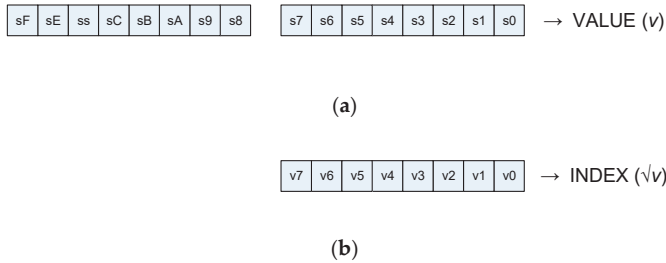 sF sE ss sC sB sA s9 s8 s7 s6 s5 s4 s3 s2 s1 s0 → VALUE (v)
(a)
v7 v6 v5 v4 v3 v2 v1 v0 → INDEX (√v)
(b)